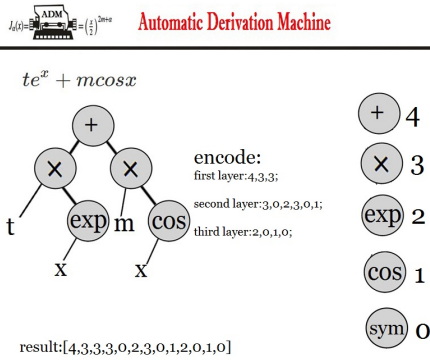 ADM
Jₐ(x)= =(x/2)^2m+α
Automatic Derivation Machine
teˣ + mcosx
+
×
×
t
exp
m
cos
x
x
encode:
first layer:4,3,3;
second layer:3,0,2,3,0,1;
third layer:2,0,1,0;
+ 4
× 3
exp 2
cos 1
sym 0
result:[4,3,3,3,0,2,3,0,1,2,0,1,0]